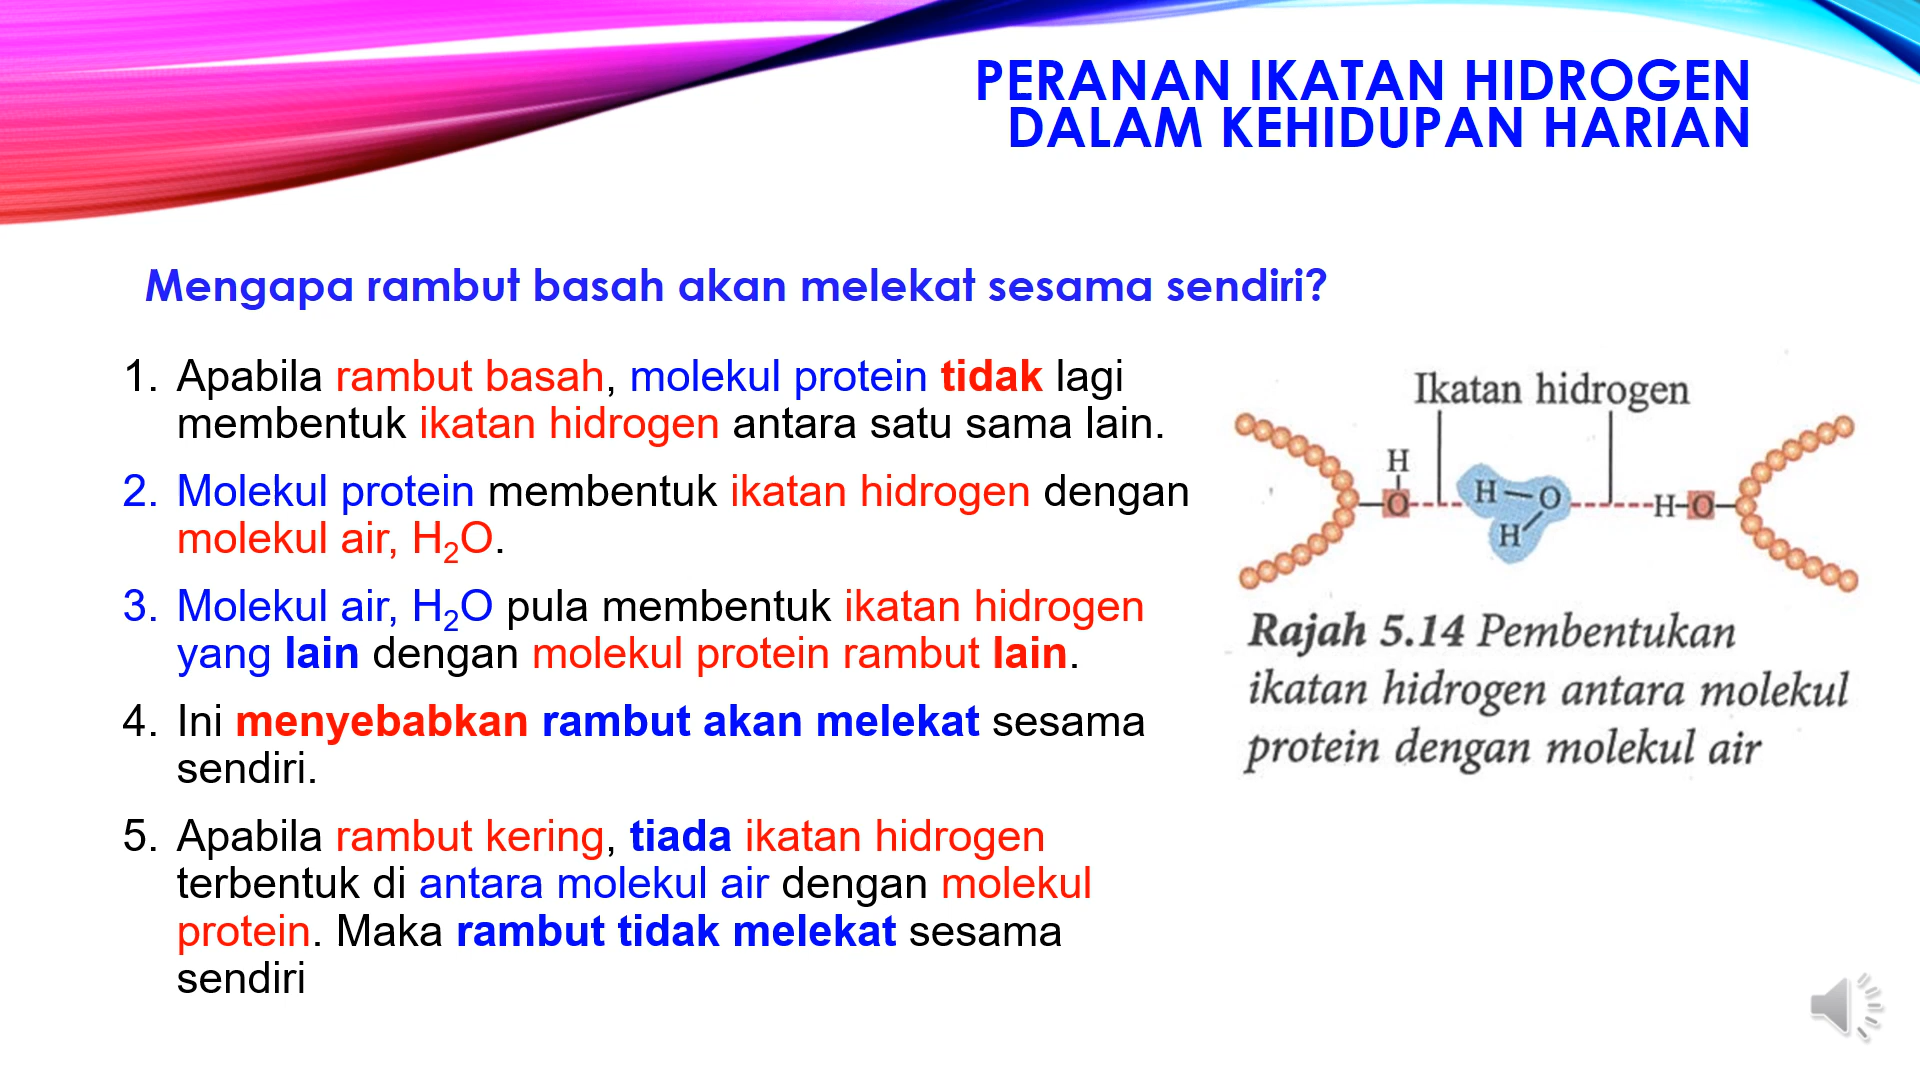 PERANAN IKATAN HIDROGEN
DALAM KEHIDUPAN HARIAN
Mengapa rambut basah akan melekat sesama sendiri?
1. Apabila rambut basah, molekul protein tidak lagi
membentuk ikatan hidrogen antara satu sama lain.
2. Molekul protein membentuk ikatan hidrogen dengan
molekul air, H₂O.
3. Molekul air, H₂O pula membentuk ikatan hidrogen
yang lain dengan molekul protein rambut lain.
4. Ini menyebabkan rambut akan melekat sesama
sendiri.
5. Apabila rambut kering, tiada ikatan hidrogen
terbentuk di antara molekul air dengan molekul
protein. Maka rambut tidak melekat sesama
sendiri
Ikatan hidrogen
H
O H–O H–O
H
Rajah 5.14 Pembentukan
ikatan hidrogen antara molekul
protein dengan molekul air